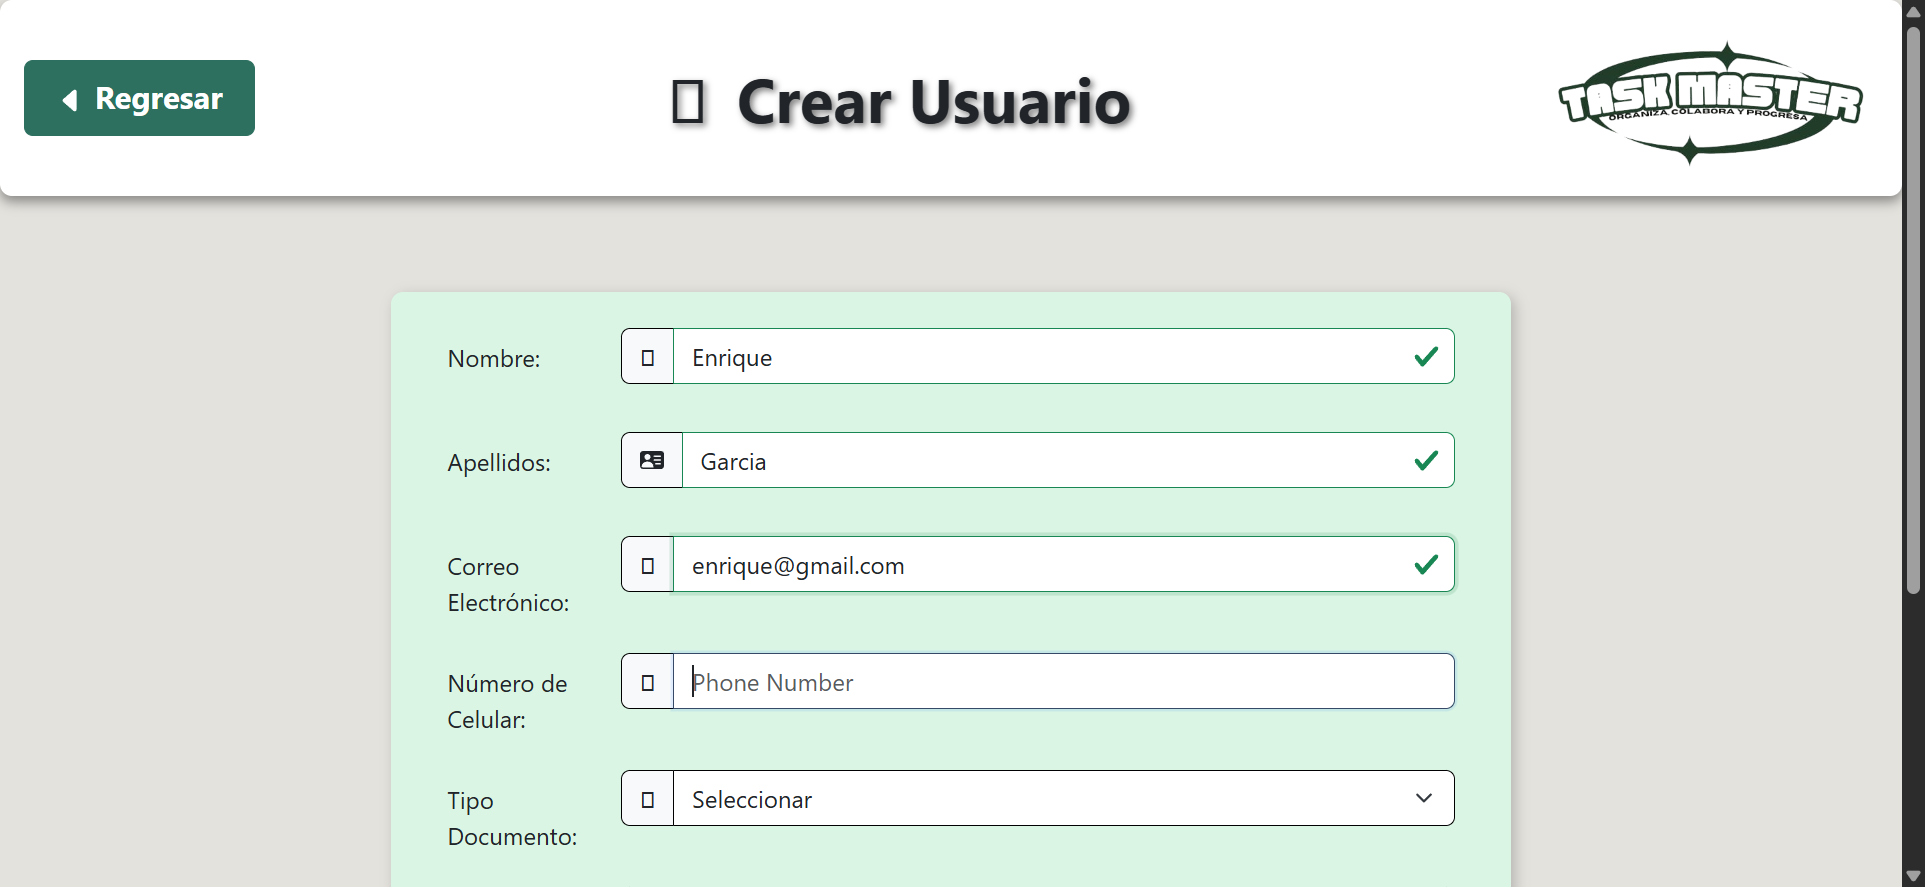 Regresar
Crear Usuario
TASK MASTER
ORGANIZA, COLABORA Y PROGRESA
Nombre:
Enrique
Apellidos:
Garcia
Correo
Electrónico:
enrique@gmail.com
Número de
Celular:
Phone Number
Tipo
Documento:
Seleccionar